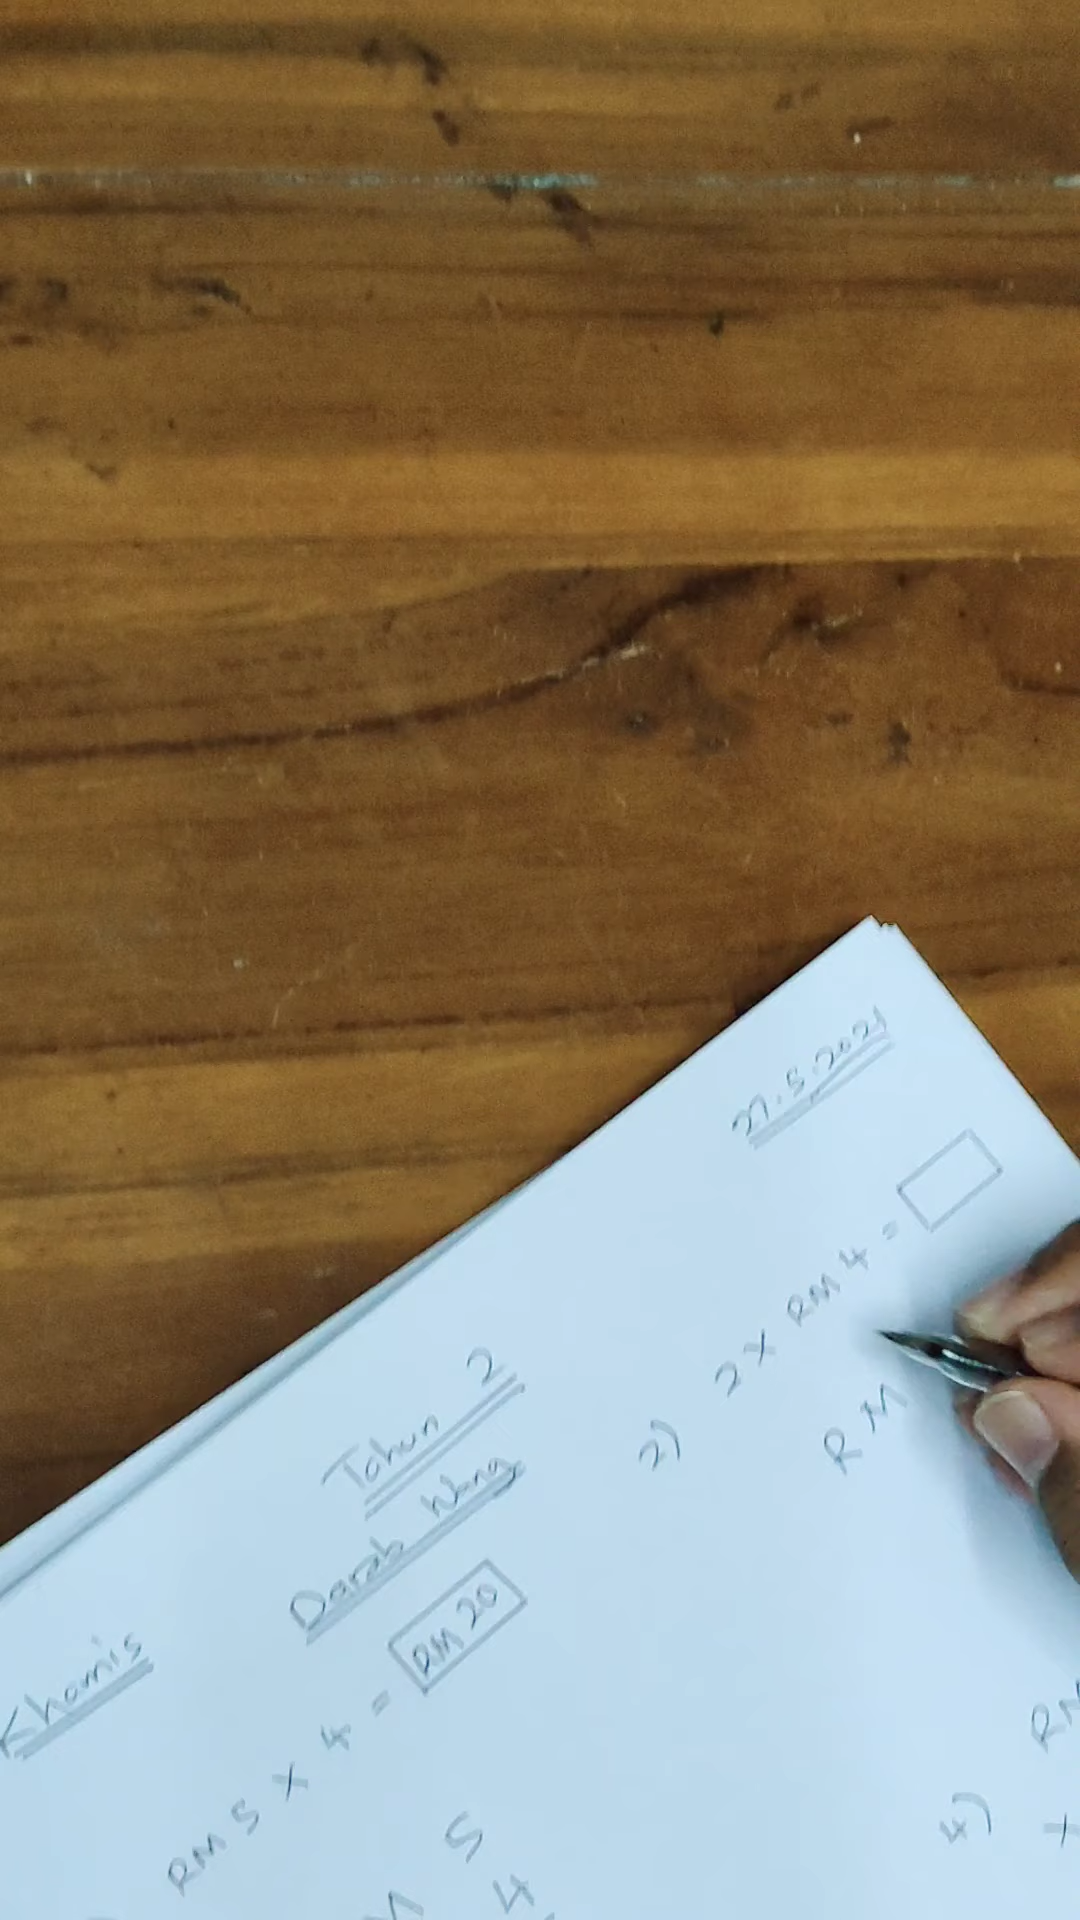 Khamis
Tahun 2
27.5.2021
Darab Wang
RM 5 x 4 = RM 20
5
4
2) 2 x RM 4 =
RM
4) RM
x